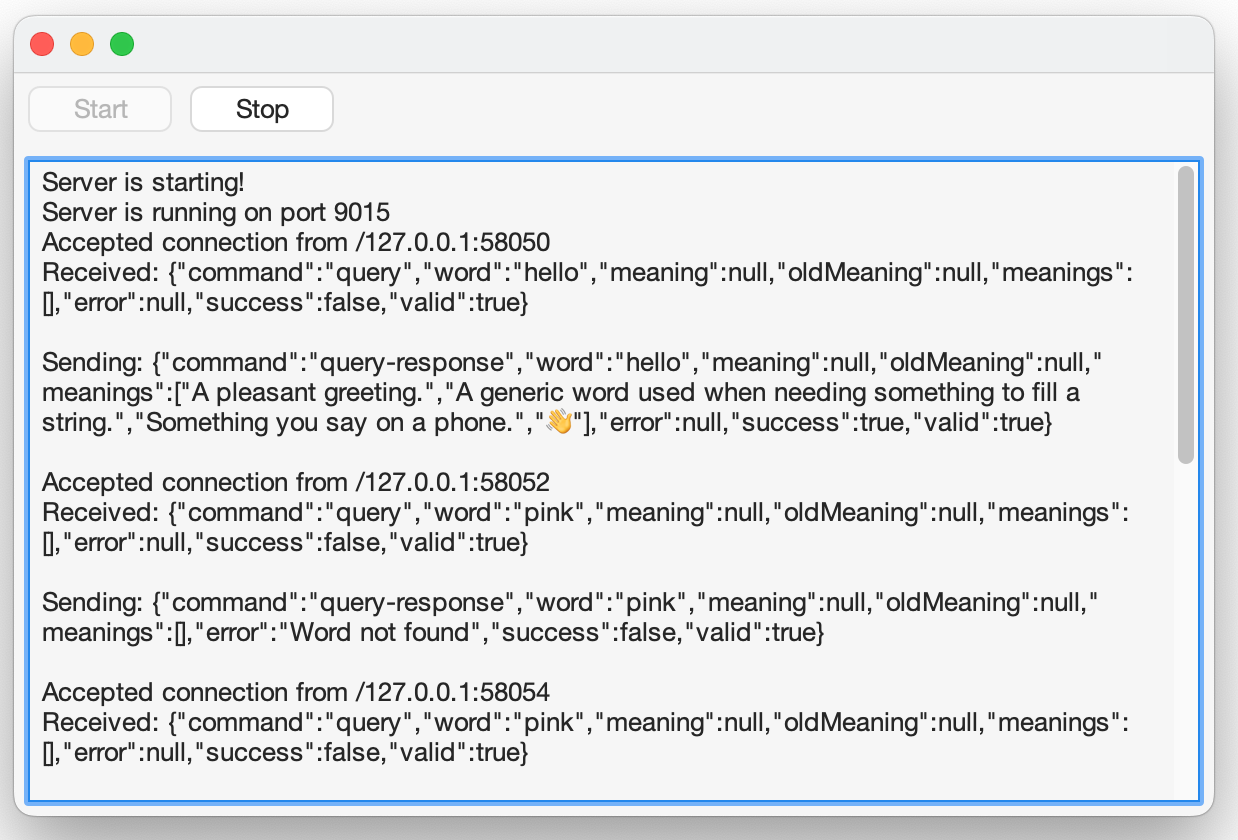 Start
Stop
Server is starting!
Server is running on port 9015
Accepted connection from /127.0.0.1:58050
Received: {"command":"query","word":"hello","meaning":null,"oldMeaning":null,"meanings":
[],"error":null,"success":false,"valid":true}
Sending: {"command":"query-response","word":"hello","meaning":null,"oldMeaning":null,"
meanings":["A pleasant greeting.","A generic word used when needing something to fill a
string.","Something you say on a phone.","👋"],"error":null,"success":true,"valid":true}
Accepted connection from /127.0.0.1:58052
Received: {"command":"query","word":"pink","meaning":null,"oldMeaning":null,"meanings":
[],"error":null,"success":false,"valid":true}
Sending: {"command":"query-response","word":"pink","meaning":null,"oldMeaning":null,"
meanings":[],"error":"Word not found","success":false,"valid":true}
Accepted connection from /127.0.0.1:58054
Received: {"command":"query","word":"pink","meaning":null,"oldMeaning":null,"meanings":
[],"error":null,"success":false,"valid":true}